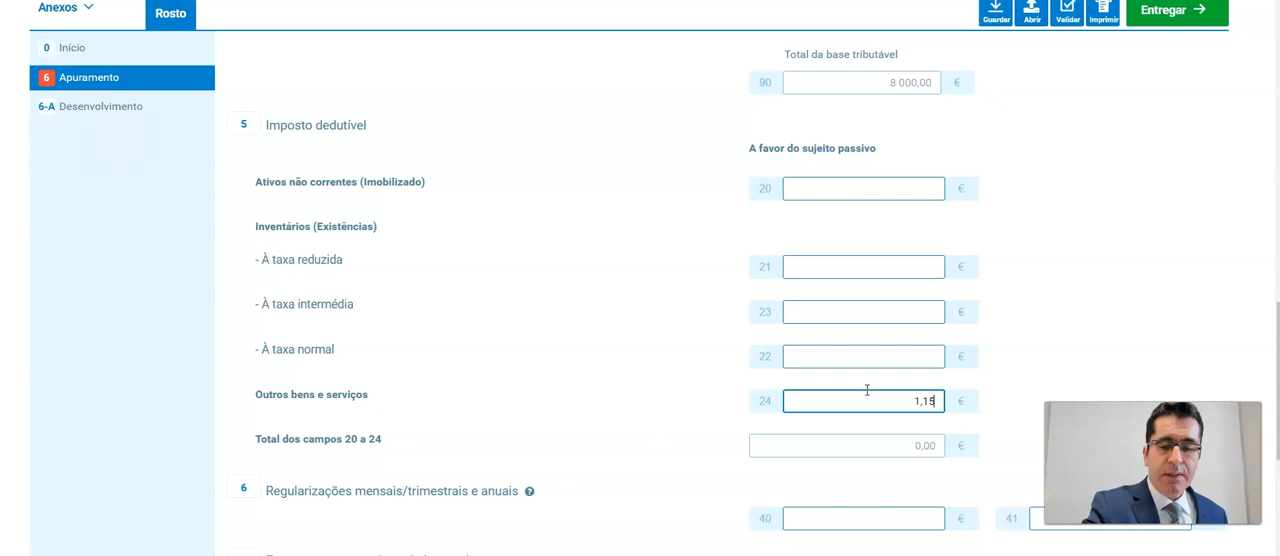 Anexos
Rosto
Guardar
Abrir
Validar
Imprimir
Entregar
0 Início
6 Apuramento
6-A Desenvolvimento
Total da base tributável
90 8 000,00 €
5 Imposto dedutível
A favor do sujeito passivo
Ativos não correntes (Imobilizado)
20 €
Inventários (Existências)
- À taxa reduzida
21 €
- À taxa intermédia
23 €
- À taxa normal
22 €
Outros bens e serviços
24 1,15 €
Total dos campos 20 a 24
0,00 €
6 Regularizações mensais/trimestrais e anuais ?
40 €
41